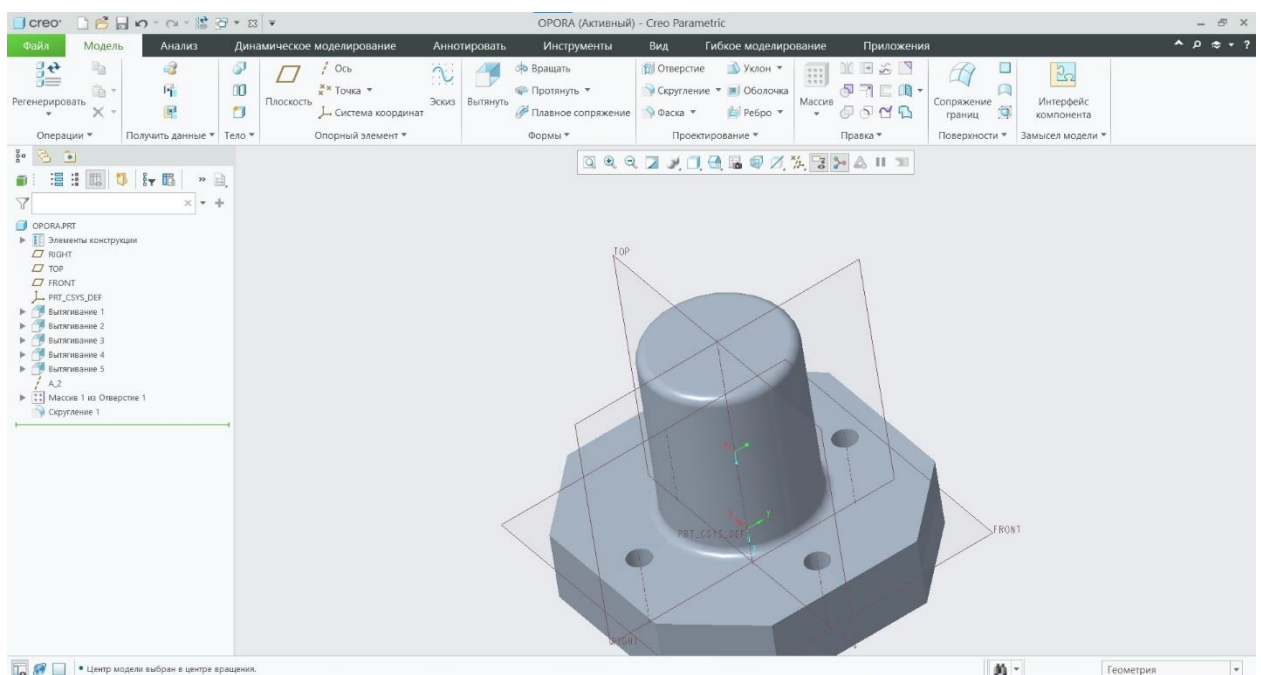 creo·
OPORA (Активный) - Creo Parametric
Файл Модель Анализ Динамическое моделирование Аннотировать Инструменты Вид Гибкое моделирование Приложения
Регенерировать
Плоскость
Ось
Точка
Система координат
Эскиз
Вытянуть
Вращать
Протянуть
Плавное сопряжение
Отверстие
Уклон
Скругление
Оболочка
Фаска
Ребро
Массив
Сопряжение границ
Интерфейс компонента
Операции Получить данные Тело Опорный элемент Формы Проектирование Правка Поверхности Замысел модели
OPORA.PRT
Элементы конструкции
RIGHT
TOP
FRONT
PRT_CSYS_DEF
Вытягивание 1
Вытягивание 2
Вытягивание 3
Вытягивание 4
Вытягивание 5
A_2
Массив 1 из Отверстие 1
Скругление 1
TOP
X
Y
PRT_CSYS_DEF
FRONT
RIGHT
• Центр модели выбран в центре вращения.
Геометрия